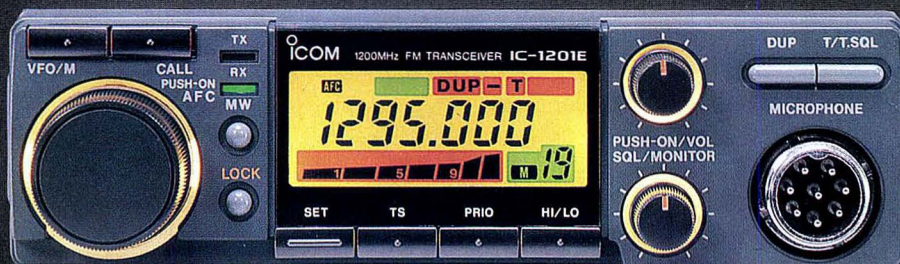 VFO/M
CALL
PUSH-ON
AFC
MW
LOCK
TX
RX
ICOM 1200MHz FM TRANSCEIVER IC-1201E
AFC DUP - T
1295.000
1 5 9 M 19
SET TS PRIO HI/LO
PUSH-ON/VOL
SQL/MONITOR
DUP T/T.SQL
MICROPHONE